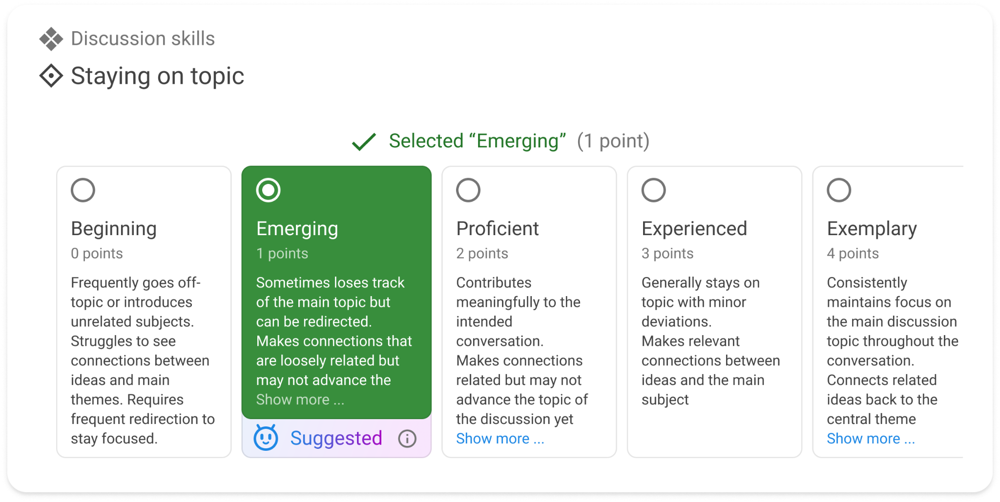 Discussion skills
Staying on topic
Selected “Emerging” (1 point)
Beginning
0 points
Frequently goes off-
topic or introduces
unrelated subjects.
Struggles to see
connections between
ideas and main
themes. Requires
frequent redirection to
stay focused.
Emerging
1 points
Sometimes loses track
of the main topic but
can be redirected.
Makes connections that
are loosely related but
may not advance the
Show more ...
Suggested
Proficient
2 points
Contributes
meaningfully to the
intended
conversation.
Makes connections
related but may not
advance the topic of
the discussion yet
Show more ...
Experienced
3 points
Generally stays on
topic with minor
deviations.
Makes relevant
connections between
ideas and the main
subject
Exemplary
4 points
Consistently
maintains focus on
the main discussion
topic throughout the
conversation.
Connects related
ideas back to the
central theme
Show more ...